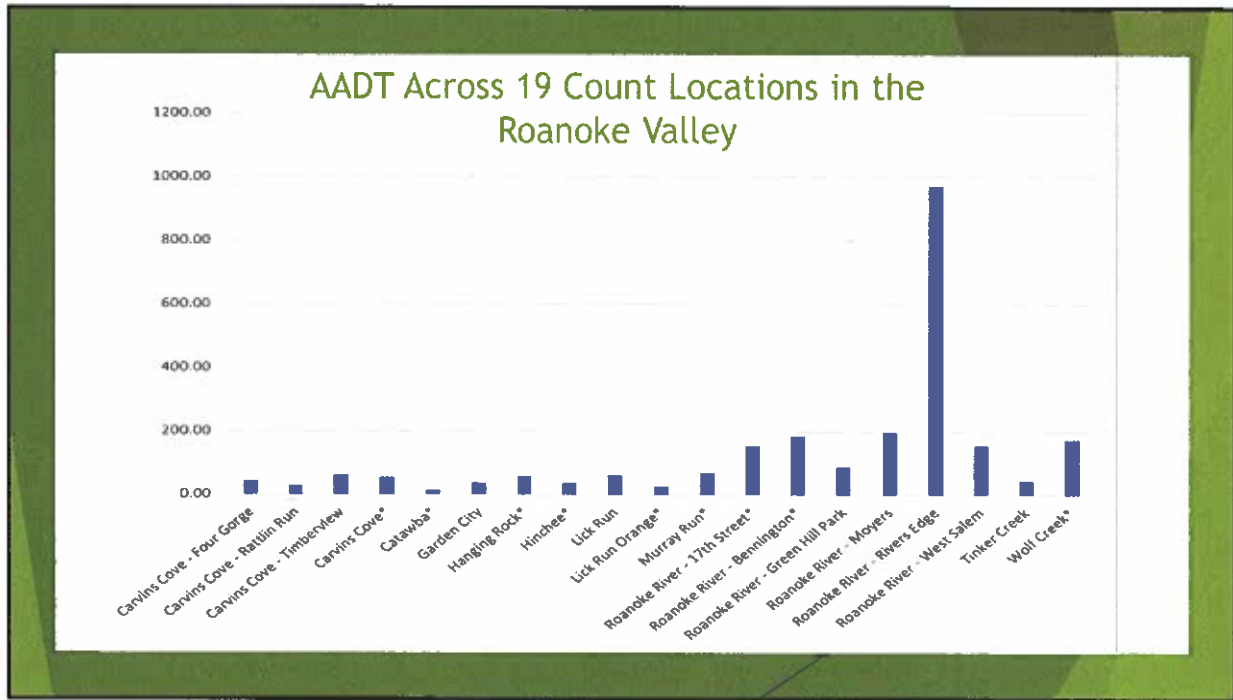 AADT Across 19 Count Locations in the
Roanoke Valley
1200.00
1000.00
800.00
600.00
400.00
200.00
0.00
Carvins Cove - Four Gorge
Carvins Cove - Rattlin Run
Carvins Cove - Timberview
Carvins Cove*
Catawba*
Garden City
Hanging Rock*
Hinchee*
Lick Run
Lick Run Orange*
Murray Run*
Roanoke River - 17th Street*
Roanoke River - Bennington*
Roanoke River - Green Hill Park
Roanoke River - Moyers
Roanoke River - Rivers Edge
Roanoke River - West Salem
Tinker Creek
Wolf Creek*